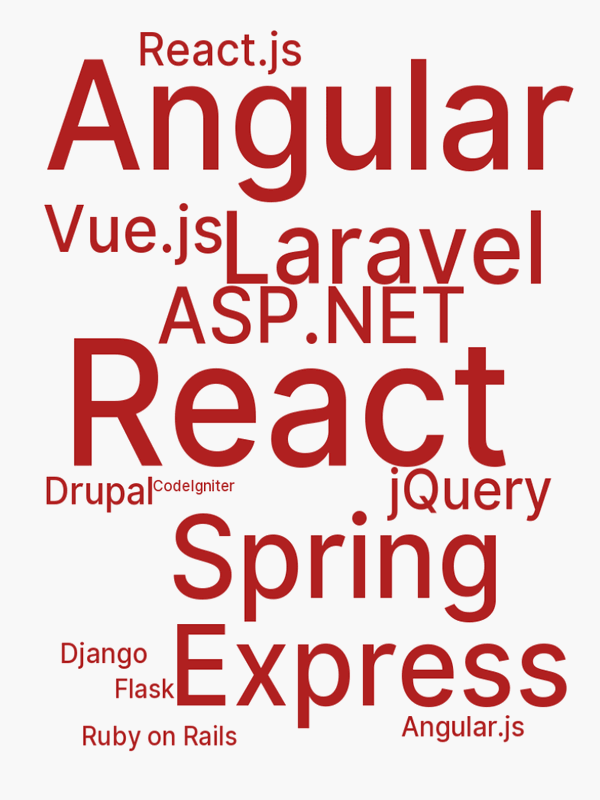 React.js
Angular
Vue.js
Laravel
ASP.NET
React
Drupal
CodeIgniter
jQuery
Spring
Express
Django
Flask
Angular.js
Ruby on Rails